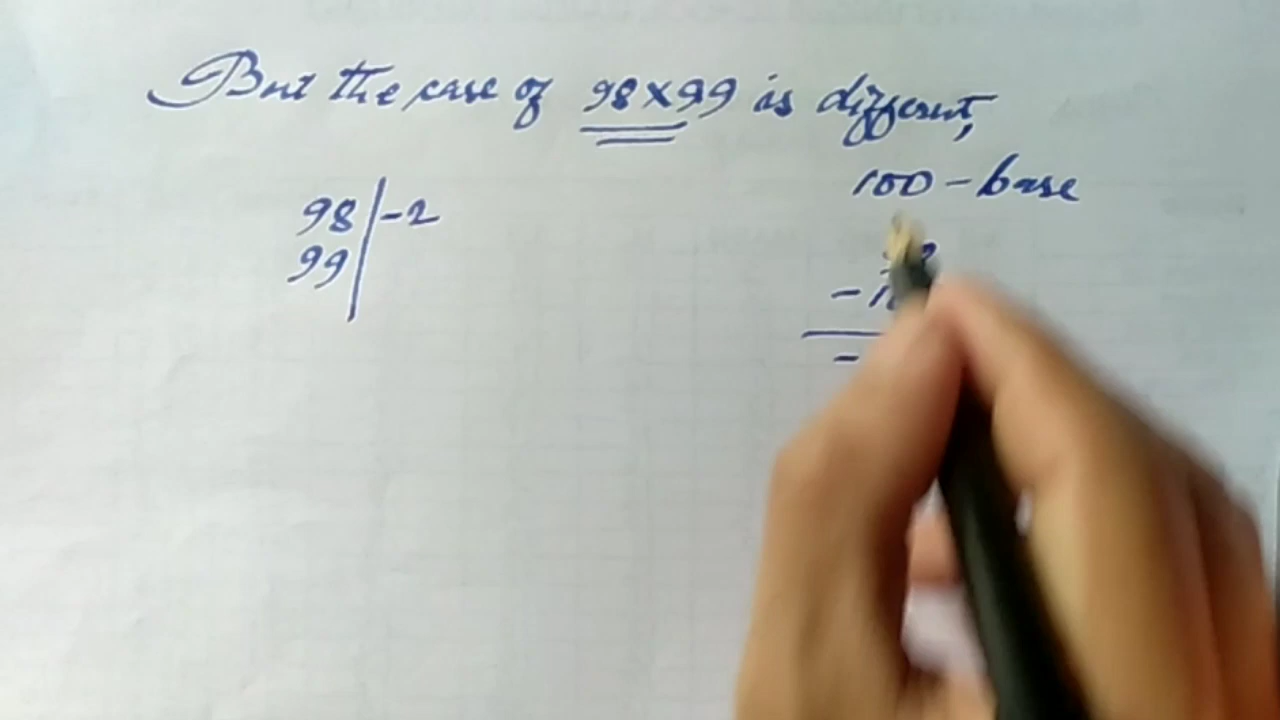 But the case of 98×99 is different,
100 - base
98 | -2
99 |
-